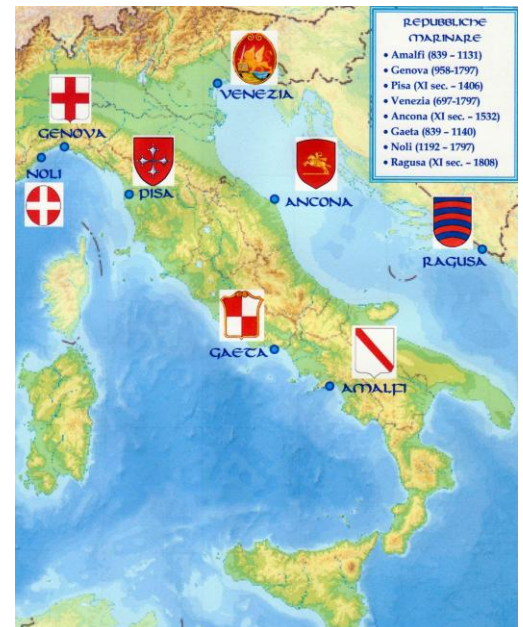 REPUBBLICHE
MARINARE
• Amalfi (839 – 1131)
• Genova (958-1797)
• Pisa (XI sec. – 1406)
• Venezia (697-1797)
• Ancona (XI sec. – 1532)
• Gaeta (839 – 1140)
• Noli (1192 – 1797)
• Ragusa (XI sec. – 1808)
VENEZIA
GENOVA
NOLI
PISA
ANCONA
RAGUSA
GAETA
AMALFI